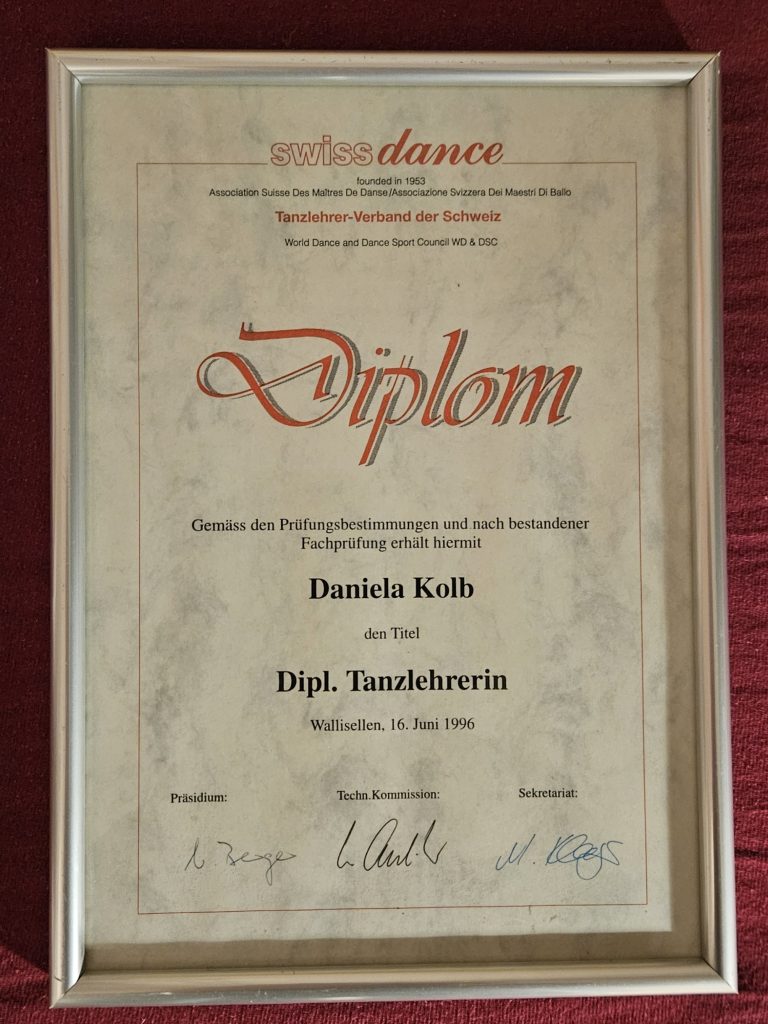 swiss dance
founded in 1953
Association Suisse Des Maîtres De Danse/Associazione Svizzera Dei Maestri Di Ballo
Tanzlehrer-Verband der Schweiz
World Dance and Dance Sport Council WD & DSC
Diplom
Gemäss den Prüfungsbestimmungen und nach bestandener
Fachprüfung erhält hiermit
Daniela Kolb
den Titel
Dipl. Tanzlehrerin
Wallisellen, 16. Juni 1996
Präsidium: Techn.Kommission: Sekretariat: